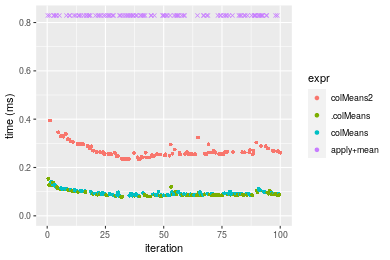 0.8
0.6
0.4
0.2
0.0
time (ms)
0
25
50
75
100
iteration
expr
colMeans2
.colMeans
colMeans
apply+mean